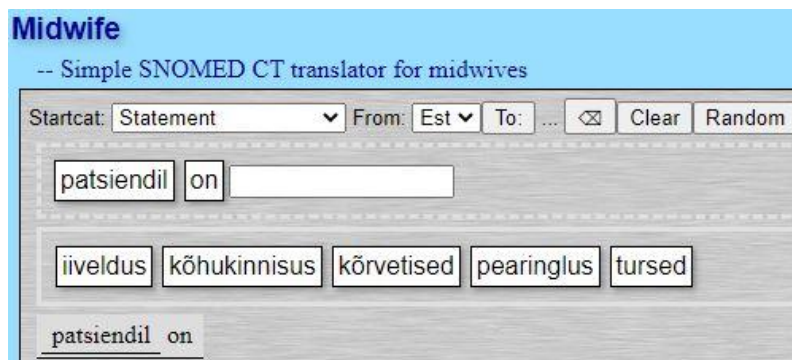 Midwife
-- Simple SNOMED CT translator for midwives
Startcat: Statement From: Est To: ... ⌫ Clear Random
patsiendil on
iiveldus kõhukinnisus kõrvetised pearinglus tursed
patsiendil on